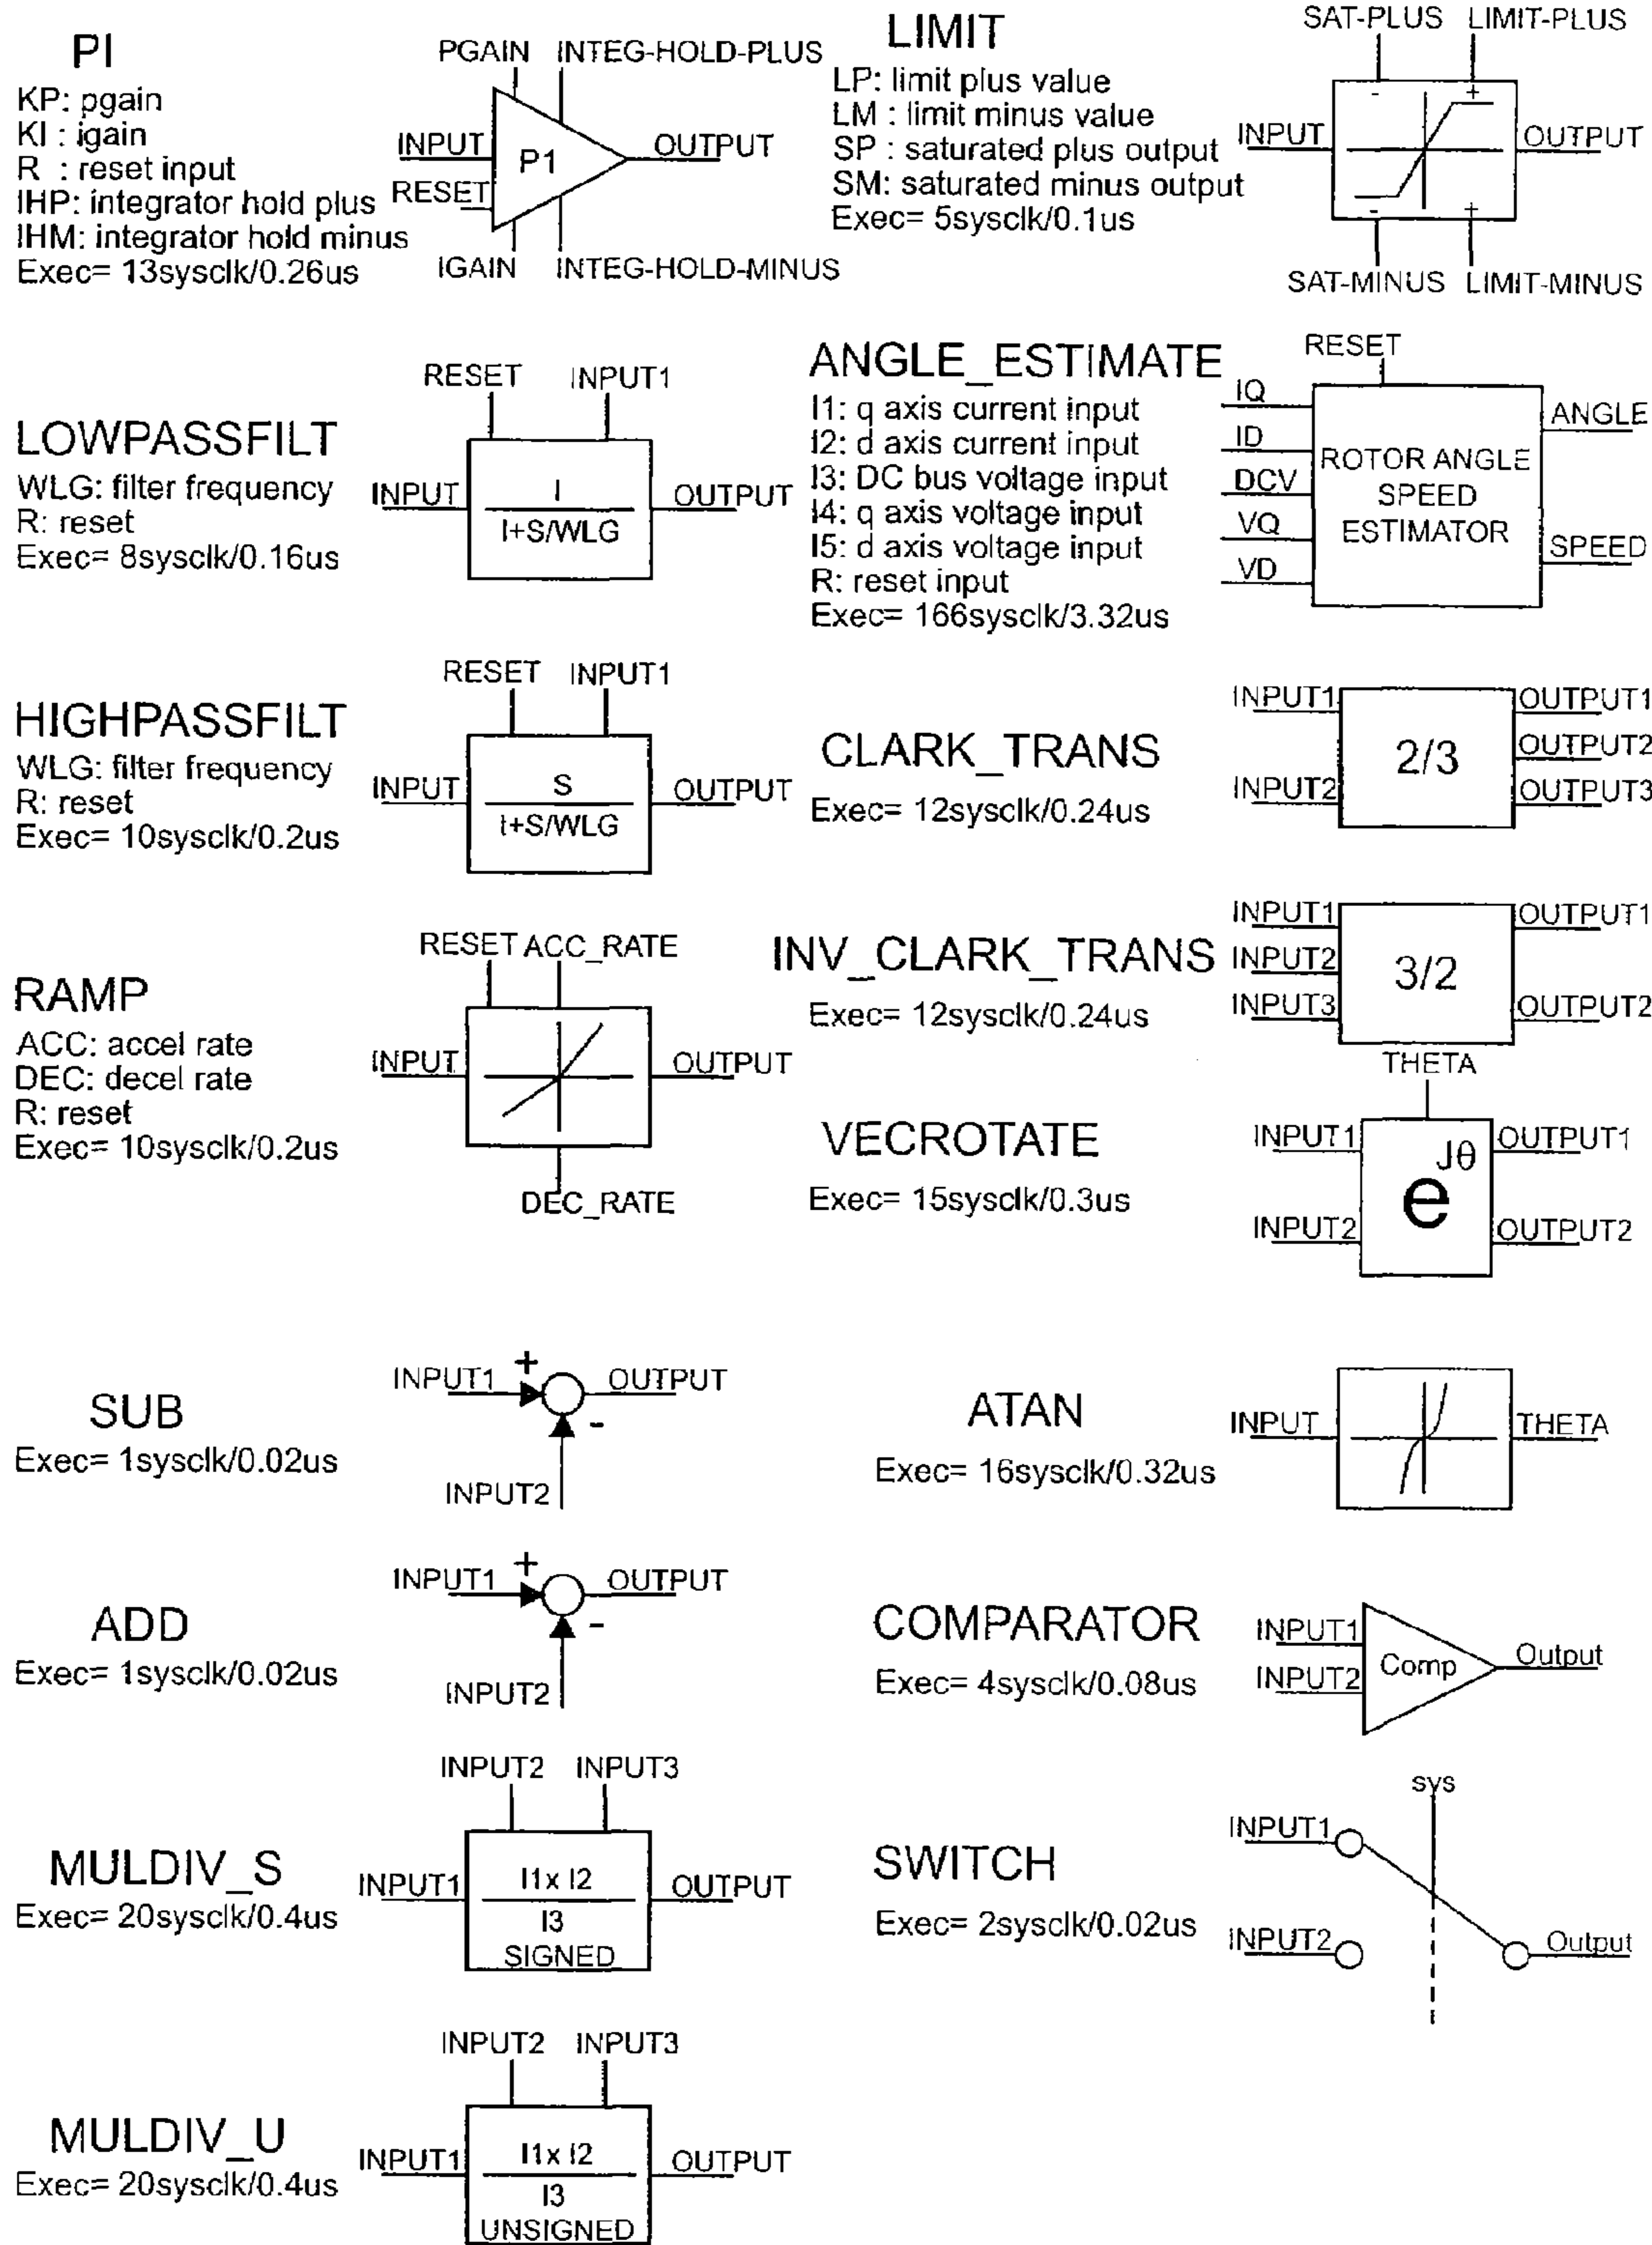 PI
KP: pgain
KI : igain
R : reset input
IHP: integrator hold plus
IHM: integrator hold minus
Exec= 13sysclk/0.26us
PGAIN INTEG-HOLD-PLUS
INPUT
RESET
P1
OUTPUT
IGAIN INTEG-HOLD-MINUS
LIMIT
LP: limit plus value
LM : limit minus value
SP : saturated plus output
SM: saturated minus output
Exec= 5sysclk/0.1us
SAT-PLUS LIMIT-PLUS
- +
INPUT
OUTPUT
- +
SAT-MINUS LIMIT-MINUS
LOWPASSFILT
WLG: filter frequency
R: reset
Exec= 8sysclk/0.16us
RESET INPUT1
INPUT
I
I+S/WLG
OUTPUT
ANGLE_ESTIMATE
I1: q axis current input
I2: d axis current input
I3: DC bus voltage input
I4: q axis voltage input
I5: d axis voltage input
R: reset input
Exec= 166sysclk/3.32us
RESET
IQ
ID
DCV
VQ
VD
ROTOR ANGLE
SPEED
ESTIMATOR
ANGLE
SPEED
HIGHPASSFILT
WLG: filter frequency
R: reset
Exec= 10sysclk/0.2us
RESET INPUT1
INPUT
S
I+S/WLG
OUTPUT
CLARK_TRANS
Exec= 12sysclk/0.24us
INPUT1
INPUT2
2/3
OUTPUT1
OUTPUT2
OUTPUT3
RAMP
ACC: accel rate
DEC: decel rate
R: reset
Exec= 10sysclk/0.2us
RESET ACC_RATE
INPUT
OUTPUT
DEC_RATE
INV_CLARK_TRANS
Exec= 12sysclk/0.24us
INPUT1
INPUT2
INPUT3
3/2
OUTPUT1
OUTPUT2
VECROTATE
Exec= 15sysclk/0.3us
THETA
INPUT1
INPUT2
e Jθ
OUTPUT1
OUTPUT2
SUB
Exec= 1sysclk/0.02us
INPUT1 +
OUTPUT
-
INPUT2
ATAN
Exec= 16sysclk/0.32us
INPUT
THETA
ADD
Exec= 1sysclk/0.02us
INPUT1 +
OUTPUT
-
INPUT2
COMPARATOR
Exec= 4sysclk/0.08us
INPUT1
INPUT2
Comp
Output
MULDIV_S
Exec= 20sysclk/0.4us
INPUT2 INPUT3
INPUT1
I1x I2
I3
SIGNED
OUTPUT
SWITCH
Exec= 2sysclk/0.02us
sys
INPUT1
INPUT2
Output
MULDIV_U
Exec= 20sysclk/0.4us
INPUT2 INPUT3
INPUT1
I1x I2
I3
UNSIGNED
OUTPUT